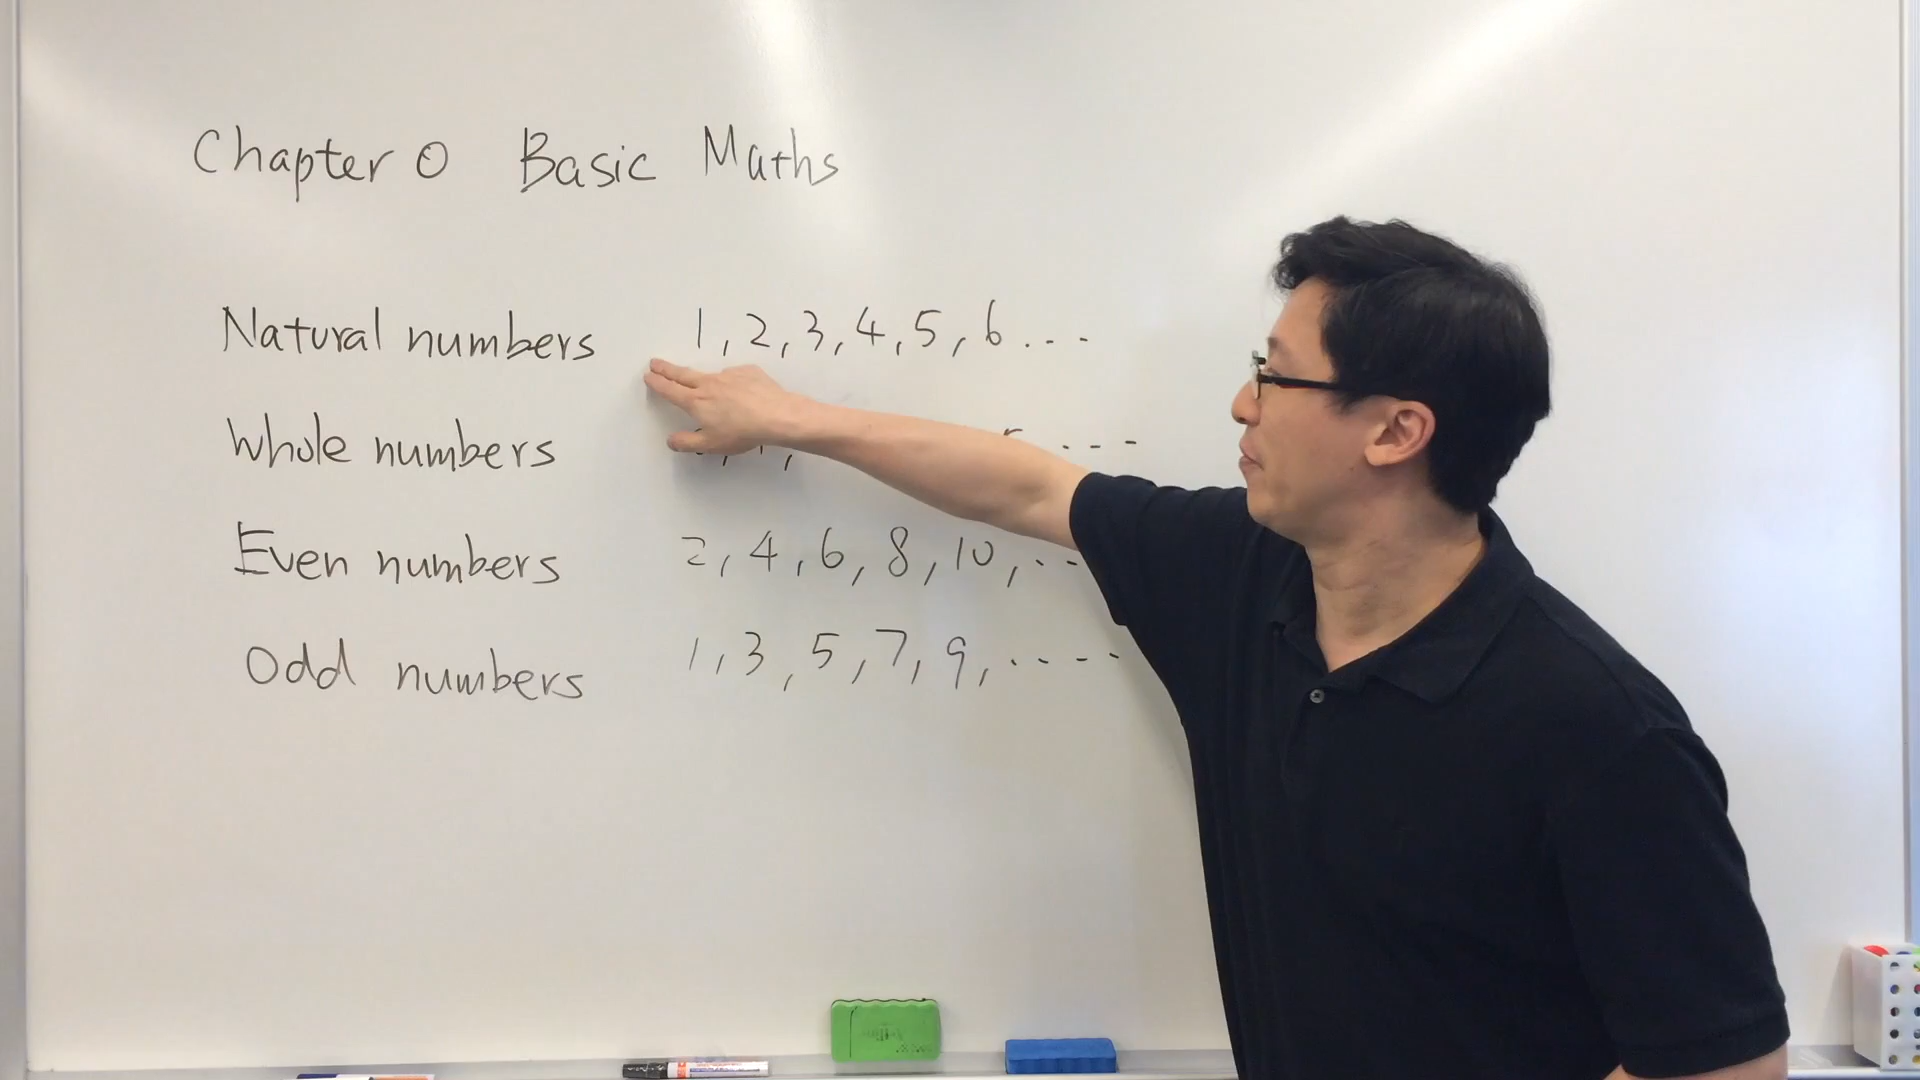 Chapter 0 Basic Maths
Natural numbers 1, 2, 3, 4, 5, 6 ...
Whole numbers ---
Even numbers 2, 4, 6, 8, 10, ...
Odd numbers 1, 3, 5, 7, 9, ....